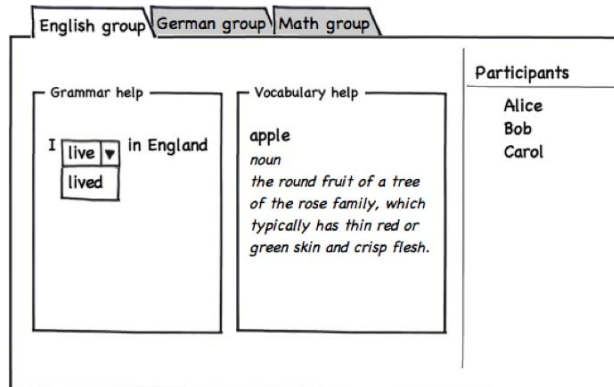 English group German group Math group
Grammar help
I live in England
lived
Vocabulary help
apple
noun
the round fruit of a tree
of the rose family, which
typically has thin red or
green skin and crisp flesh.
Participants
Alice
Bob
Carol